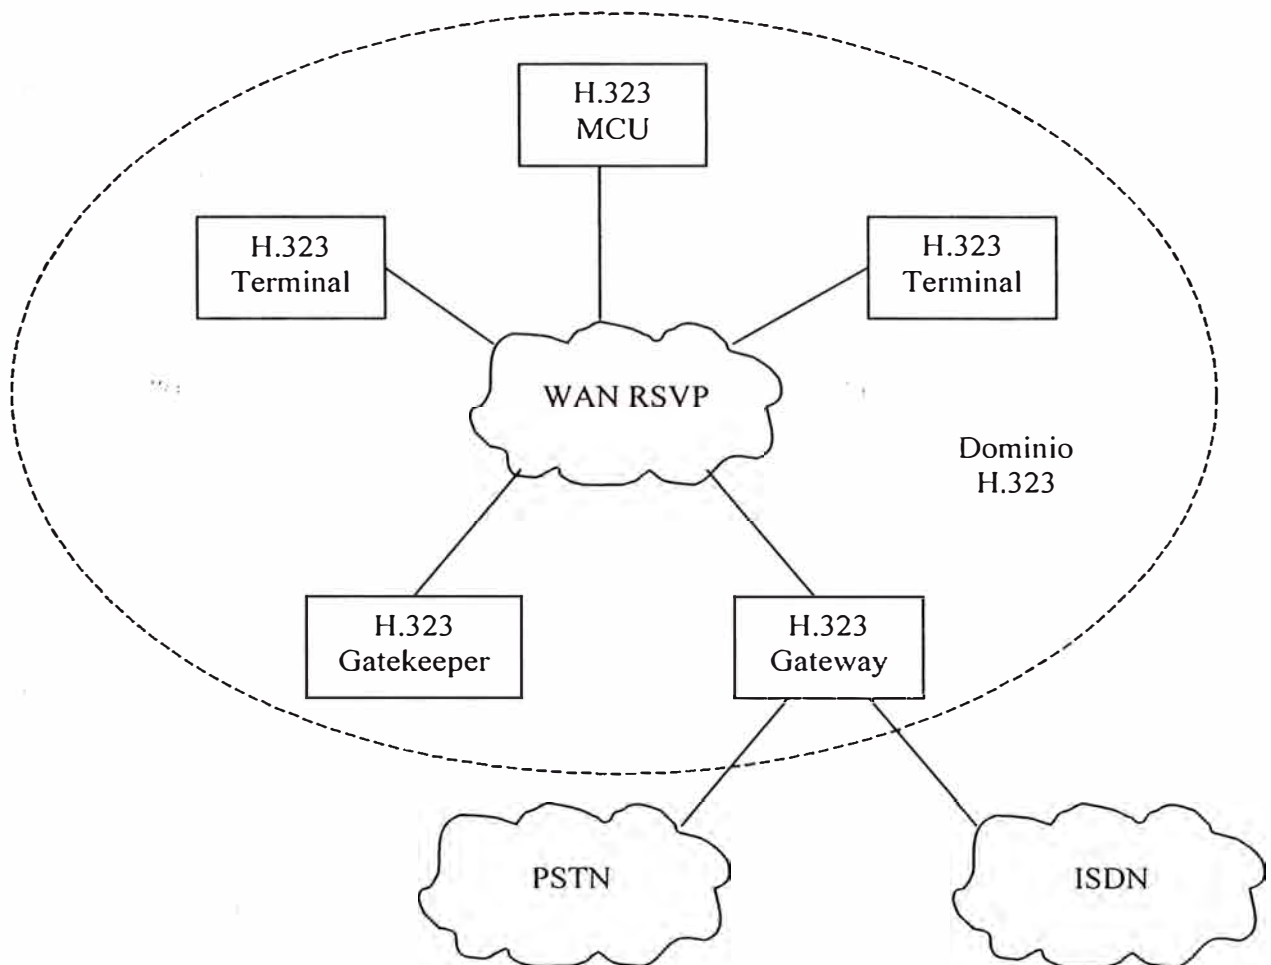 H.323
MCU
H.323
Terminal
H.323
Terminal
WAN RSVP
Dominio
H.323
H.323
Gatekeeper
H.323
Gateway
PSTN
ISDN